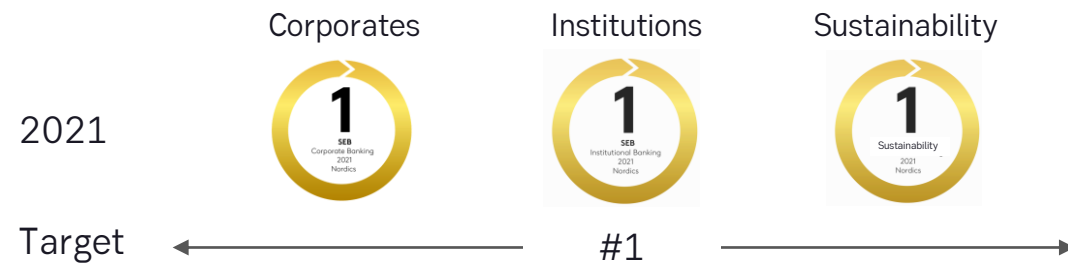 Corporates Institutions Sustainability
2021
1
SEB
Corporate Banking
2021
Nordics
1
SEB
Institutional Banking
2021
Nordics
1
Sustainability
2021
Nordics
Target #1